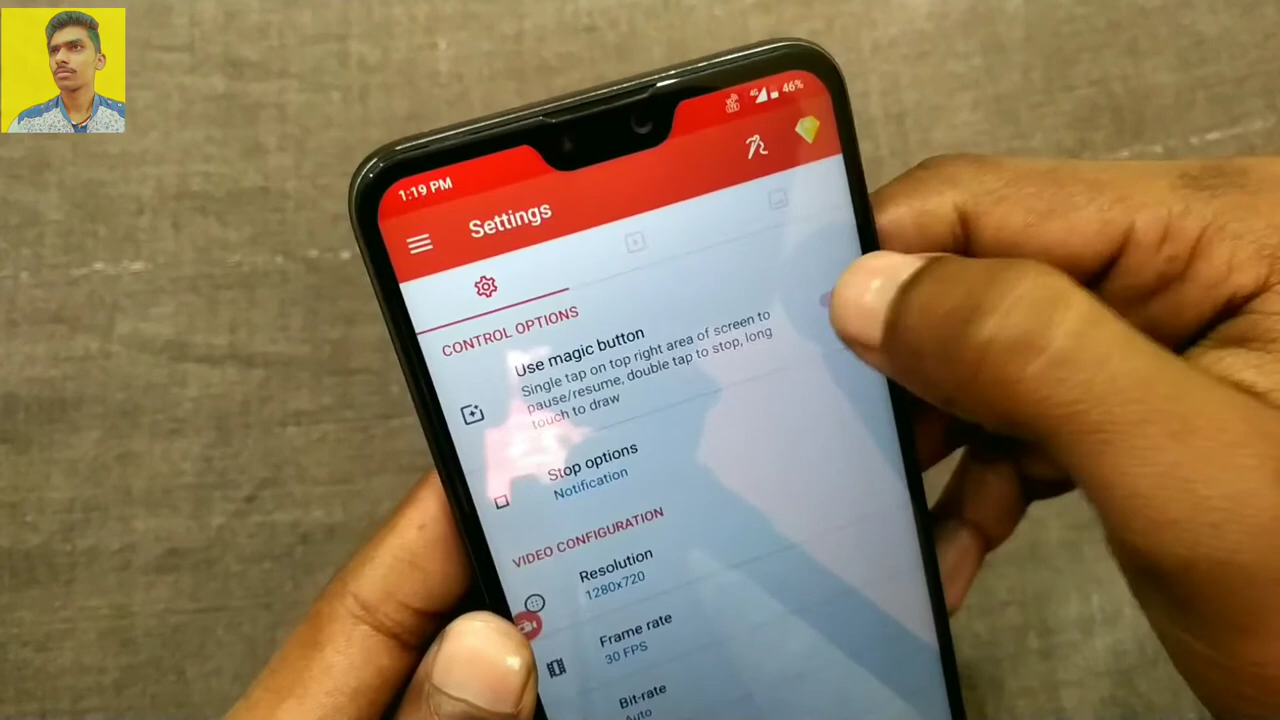 1:19 PM
4G 46%
Settings
CONTROL OPTIONS
Use magic button
Single tap on top right area of screen to
pause/resume, double tap to stop, long
touch to draw
Stop options
Notification
VIDEO CONFIGURATION
Resolution
1280x720
Frame rate
30 FPS
Bit-rate
Auto